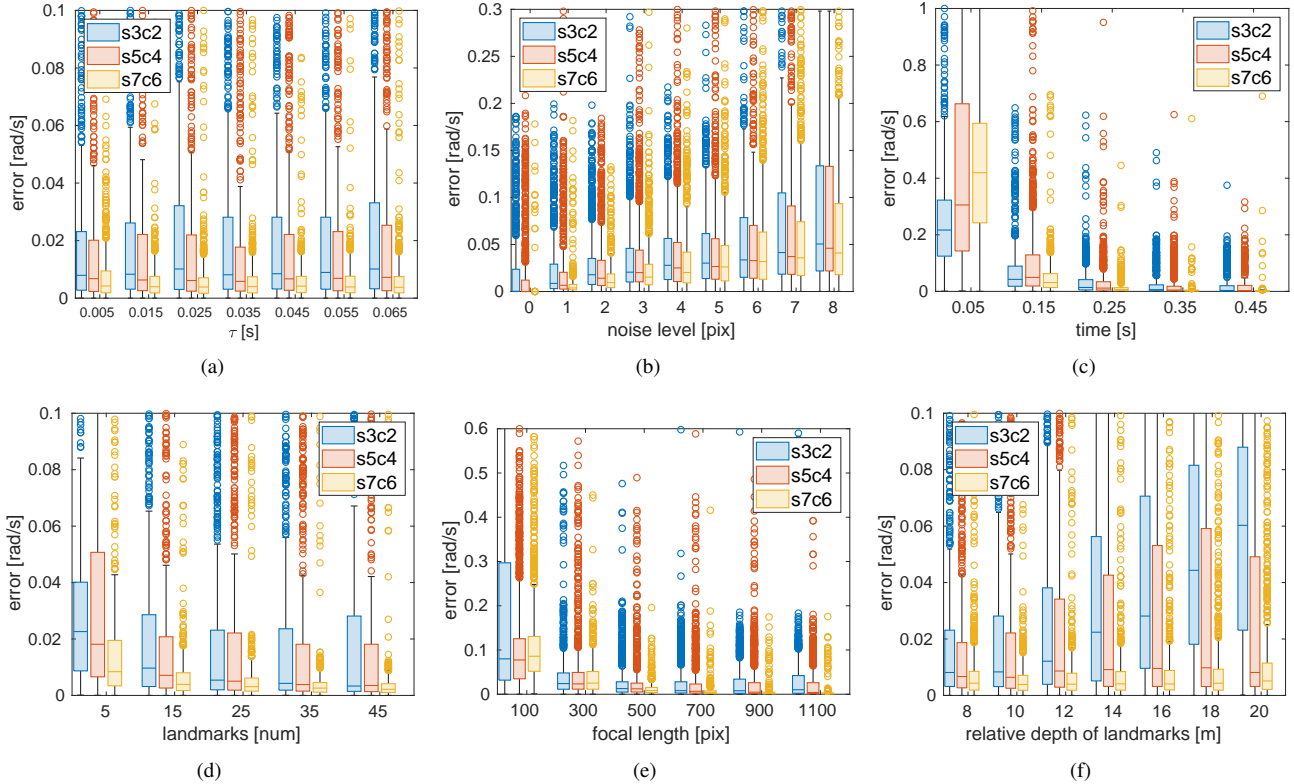 error [rad/s]
0.1
0.08
0.06
0.04
0.02
0
s3c2
s5c4
s7c6
0.005 0.015 0.025 0.035 0.045 0.055 0.065
τ [s]
(a)
error [rad/s]
0.3
0.25
0.2
0.15
0.1
0.05
0
s3c2
s5c4
s7c6
0 1 2 3 4 5 6 7 8
noise level [pix]
(b)
error [rad/s]
1
0.8
0.6
0.4
0.2
0
s3c2
s5c4
s7c6
0.05 0.15 0.25 0.35 0.45
time [s]
(c)
error [rad/s]
0.1
0.08
0.06
0.04
0.02
0
s3c2
s5c4
s7c6
5 15 25 35 45
landmarks [num]
(d)
error [rad/s]
0.6
0.5
0.4
0.3
0.2
0.1
0
s3c2
s5c4
s7c6
100 300 500 700 900 1100
focal length [pix]
(e)
error [rad/s]
0.1
0.08
0.06
0.04
0.02
0
s3c2
s5c4
s7c6
8 10 12 14 16 18 20
relative depth of landmarks [m]
(f)